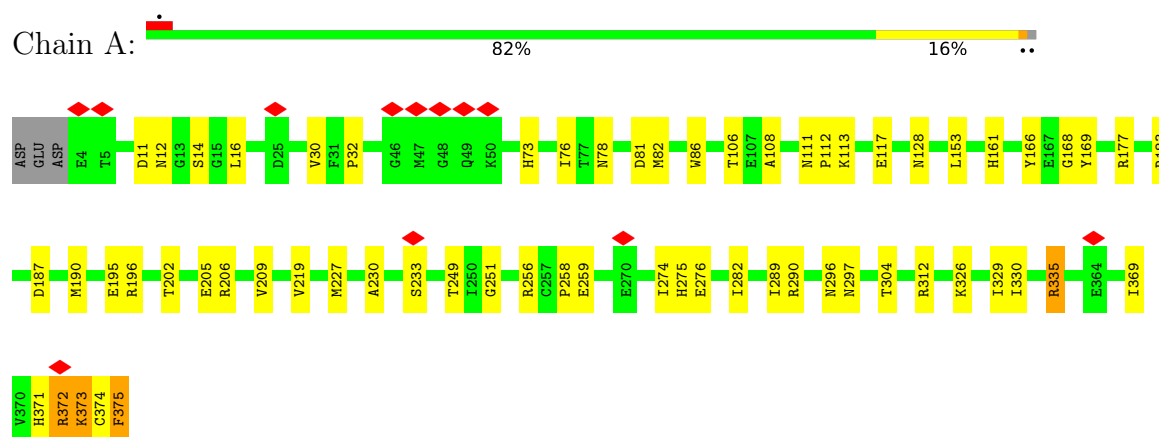 Chain A:
82% 16%
ASP GLU ASP E4 T5 D11 N12 G13 S14 G15 L16 D25 V30 F31 P32 G46 M47 G48 Q49 K50 H73 I76 T77 N78 D81 M82 W86 T106 E107 A108 N111 P112 K113 E117 N128 L153 H161 Y166 E167 G168 Y169 R177
D187 M190 E195 R196 T202 E205 R206 V209 V219 M227 A230 S233 T249 I250 G251 R256 C257 P258 E259 E270 I274 H275 E276 I282 I289 R290 N296 N297 T304 R312 K326 I329 I330 R335 E364 I369
V370 H371 R372 K373 C374 F375